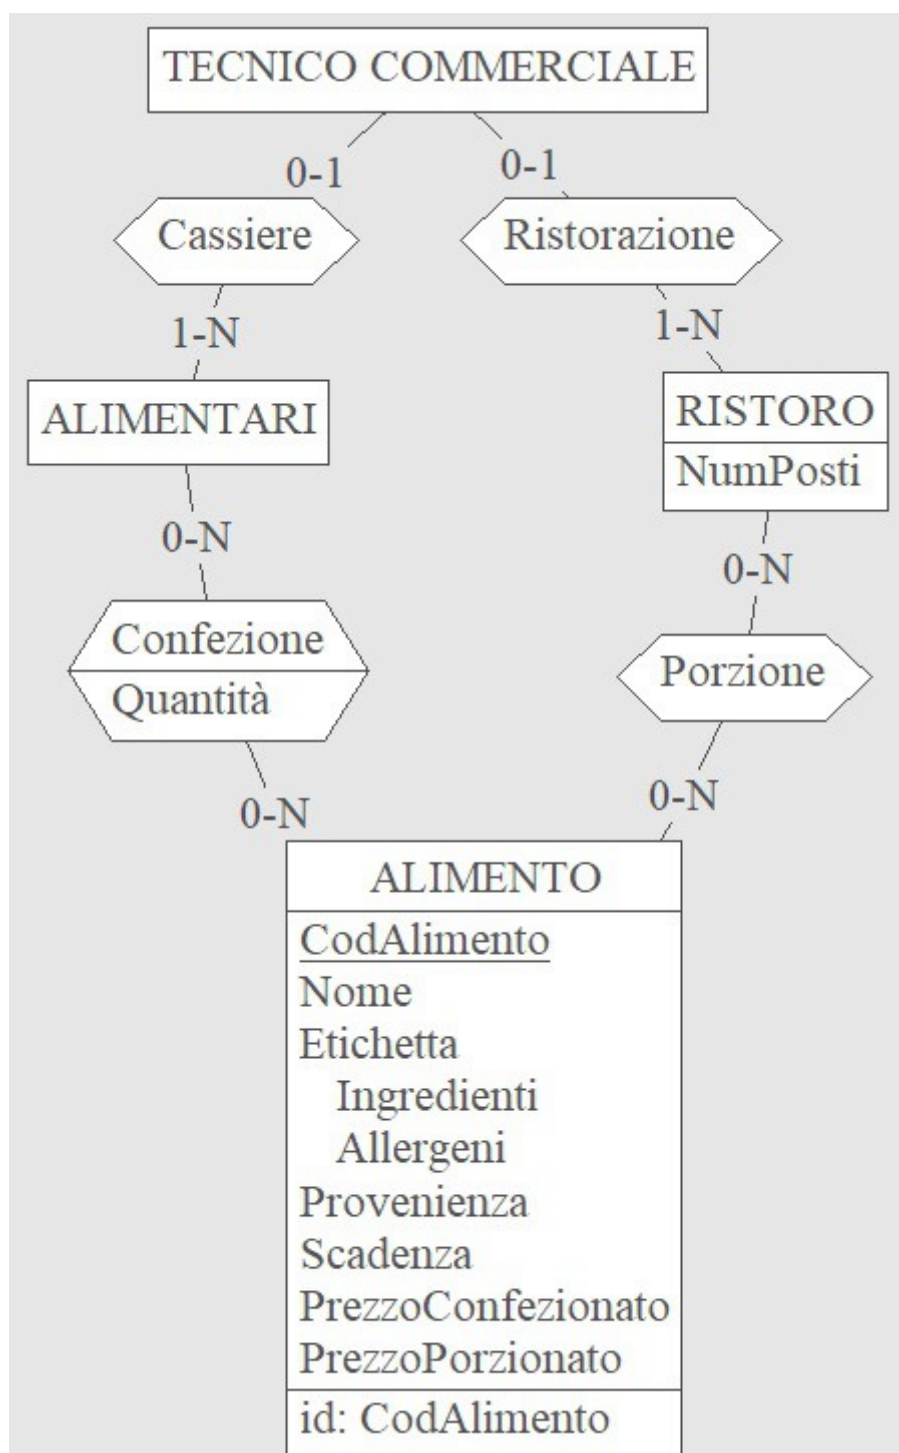 TECNICO COMMERCIALE
0-1 0-1
Cassiere Ristorazione
1-N 1-N
ALIMENTARI RISTORO
NumPosti
0-N 0-N
Confezione Porzione
Quantità
0-N 0-N
ALIMENTO
CodAlimento
Nome
Etichetta
Ingredienti
Allergeni
Provenienza
Scadenza
PrezzoConfezionato
PrezzoPorzionato
id: CodAlimento